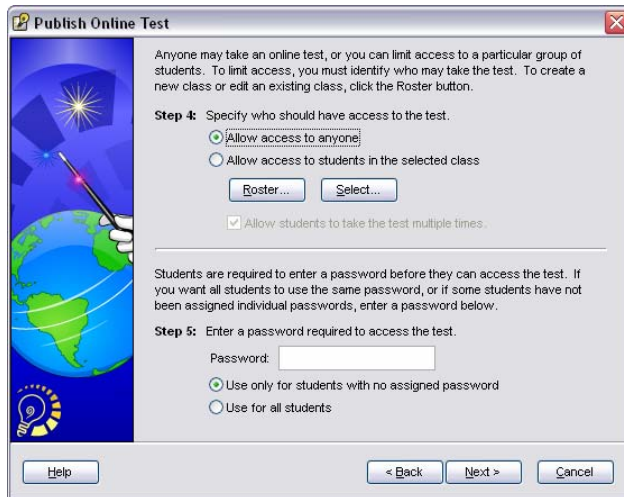 Publish Online Test
Anyone may take an online test, or you can limit access to a particular group of
students. To limit access, you must identify who may take the test. To create a
new class or edit an existing class, click the Roster button.
Step 4: Specify who should have access to the test.
Allow access to anyone
Allow access to students in the selected class
Roster... Select...
Allow students to take the test multiple times.
Students are required to enter a password before they can access the test. If
you want all students to use the same password, or if some students have not
been assigned individual passwords, enter a password below.
Step 5: Enter a password required to access the test.
Password:
Use only for students with no assigned password
Use for all students
Help < Back Next > Cancel